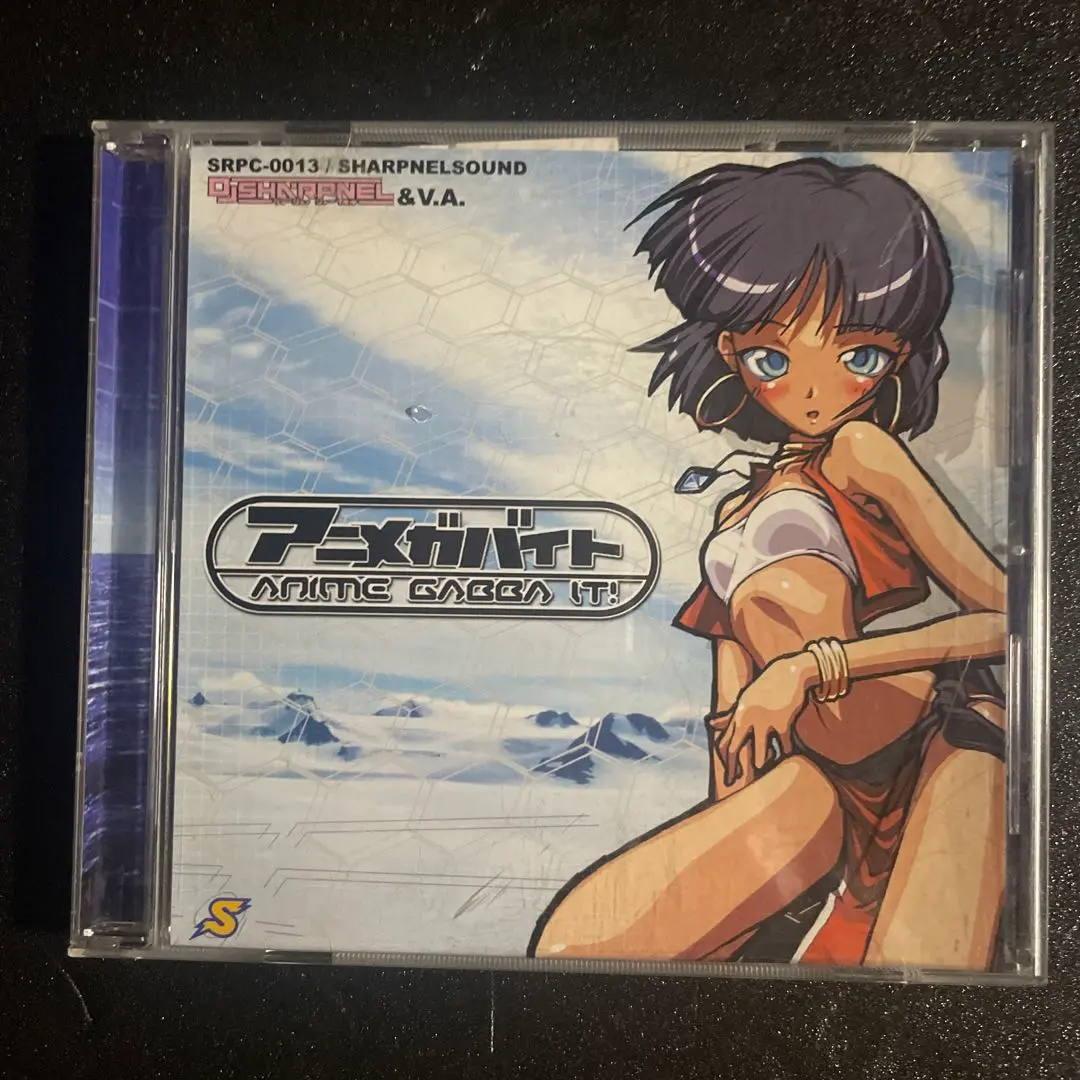 SRPC-0013 / SHARPNELSOUND
DJ SHARPNEL & V.A.
アニメガバイト
ANIME GABBA IT!
S